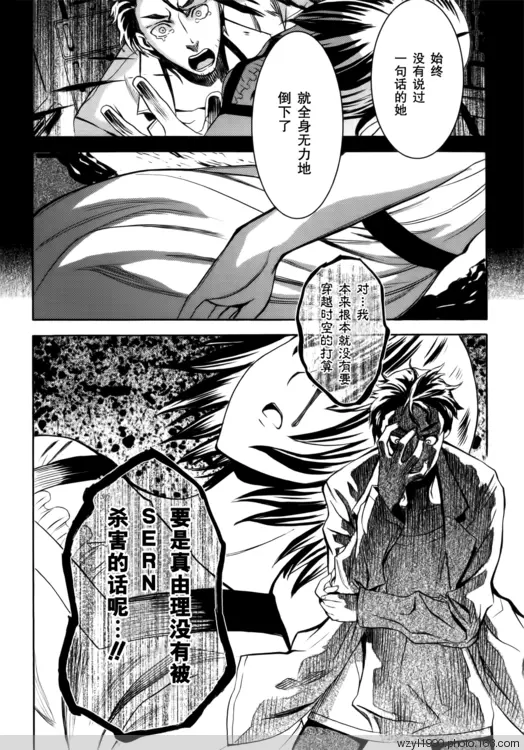 始终
没有说过
一句话的她
就全身无力地
倒下了
对…我
本来根本就没有要
穿越时空的打算
要是真由理没有被
SERN
杀害的话呢…!!